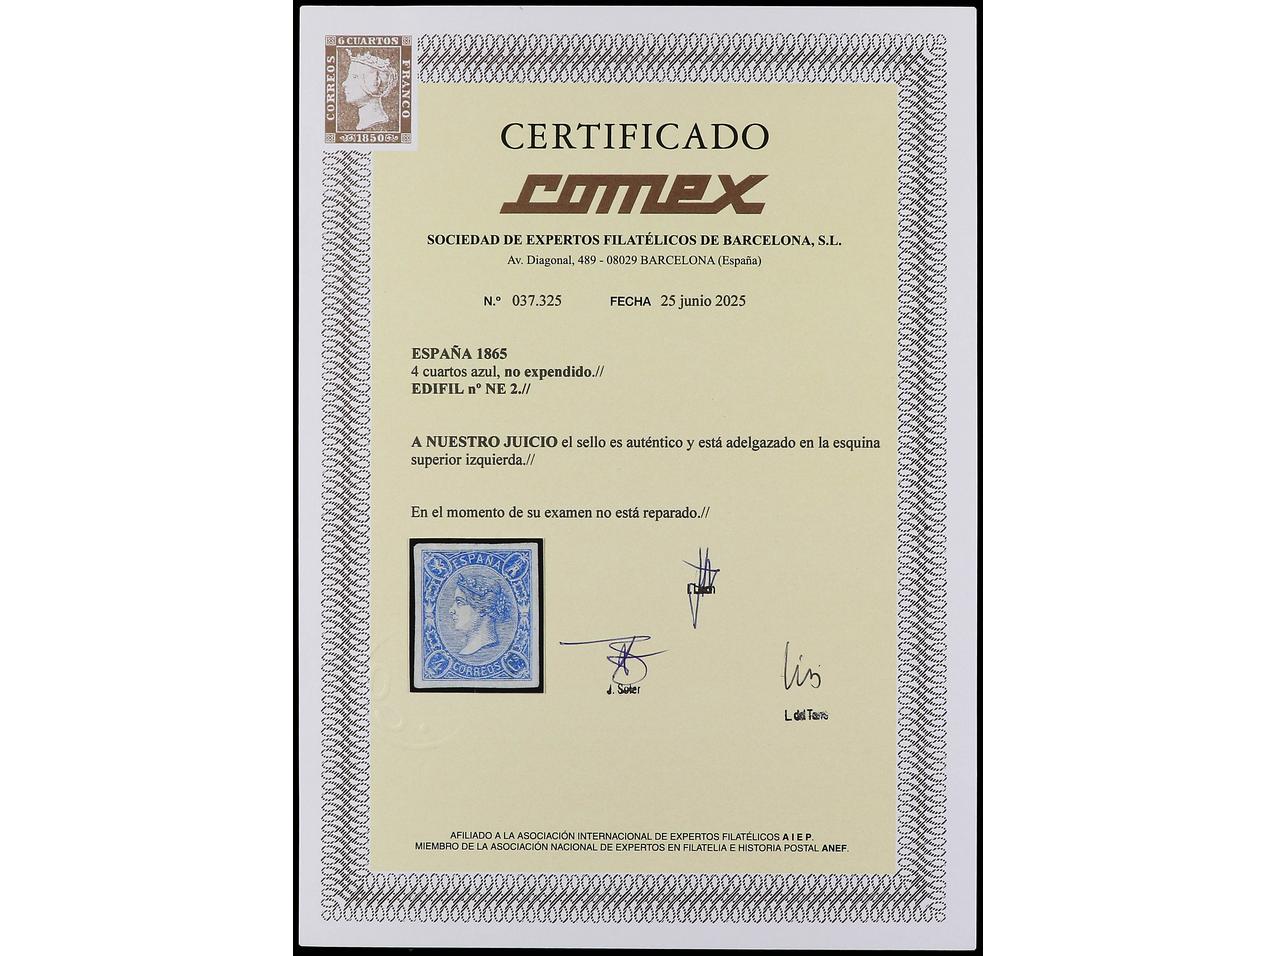 6 CUARTOS
CORREOS
FRANCO
1850
CERTIFICADO
comex
SOCIEDAD DE EXPERTOS FILATÉLICOS DE BARCELONA, S.L.
Av. Diagonal, 489 - 08029 BARCELONA (España)
N.º 037.325 FECHA 25 junio 2025
ESPAÑA 1865
4 cuartos azul, no expendido.//
EDIFIL nº NE 2.//
A NUESTRO JUICIO el sello es auténtico y está adelgazado en la esquina
superior izquierda.//
En el momento de su examen no está reparado.//
ESPAÑA
4 CORREOS Cs
J. Soler
L. del Toro
AFILIADO A LA ASOCIACIÓN INTERNACIONAL DE EXPERTOS FILATÉLICOS A I E P.
MIEMBRO DE LA ASOCIACIÓN NACIONAL DE EXPERTOS EN FILATELIA E HISTORIA POSTAL ANEF.